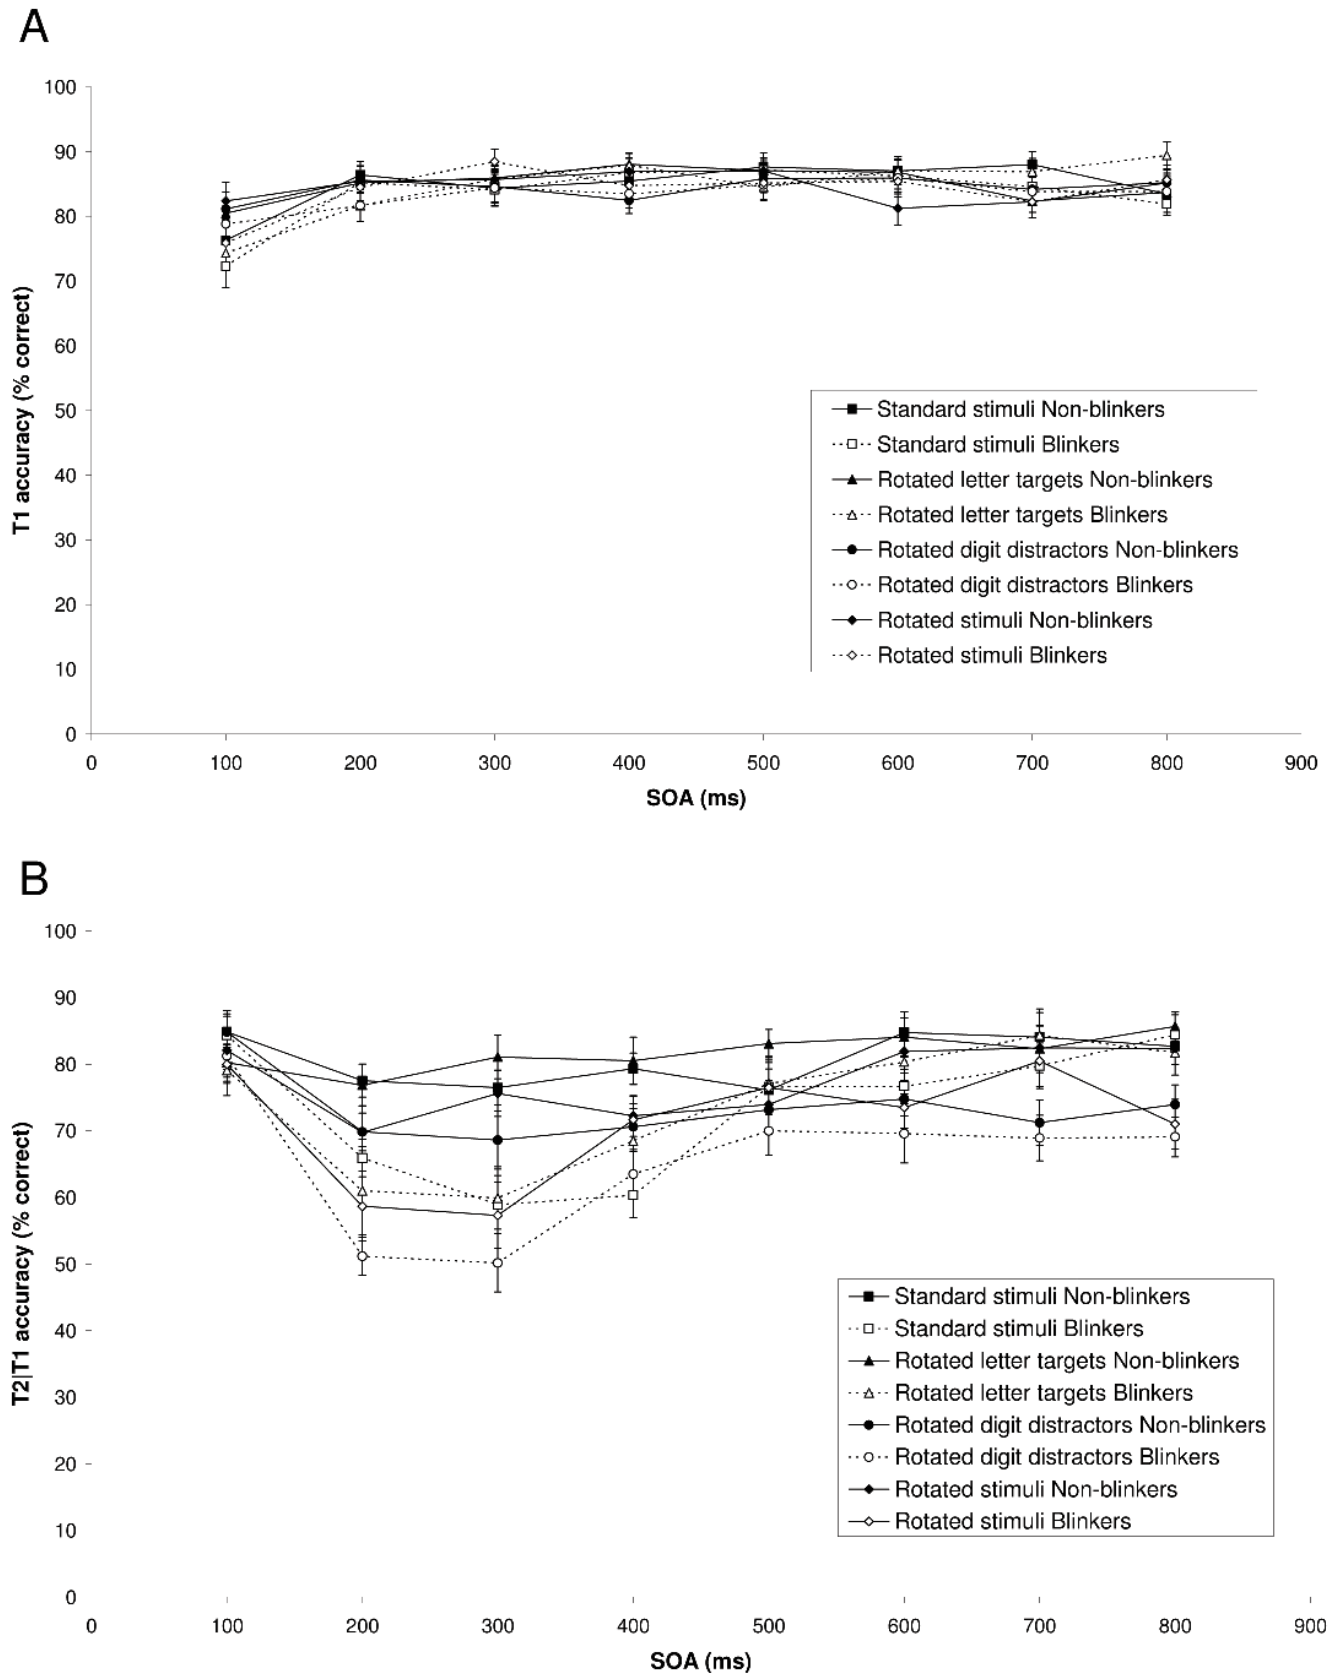 A
100
90
80
70
60
50
40
30
20
10
0
T1 accuracy (% correct)
Standard stimuli Non-blinkers
Standard stimuli Blinkers
Rotated letter targets Non-blinkers
Rotated letter targets Blinkers
Rotated digit distractors Non-blinkers
Rotated digit distractors Blinkers
Rotated stimuli Non-blinkers
Rotated stimuli Blinkers
0 100 200 300 400 500 600 700 800 900
SOA (ms)
B
100
90
80
70
60
50
40
30
20
10
0
T2|T1 accuracy (% correct)
Standard stimuli Non-blinkers
Standard stimuli Blinkers
Rotated letter targets Non-blinkers
Rotated letter targets Blinkers
Rotated digit distractors Non-blinkers
Rotated digit distractors Blinkers
Rotated stimuli Non-blinkers
Rotated stimuli Blinkers
0 100 200 300 400 500 600 700 800 900
SOA (ms)